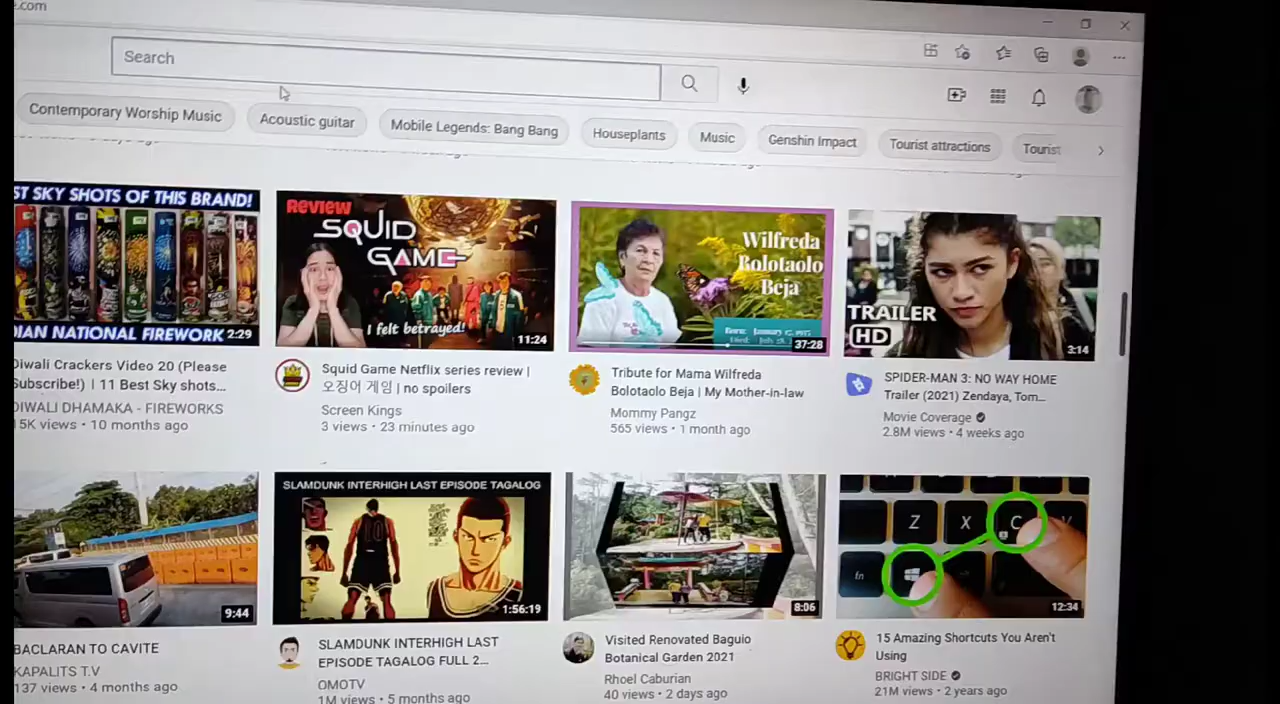 e.com
Search
Contemporary Worship Music
Acoustic guitar
Mobile Legends: Bang Bang
Houseplants
Music
Genshin Impact
Tourist attractions
Tourist
ST SKY SHOTS OF THIS BRAND!
DIAN NATIONAL FIREWORK
2:29
Diwali Crackers Video 20 (Please
Subscribe!) | 11 Best Sky shots...
DIWALI DHAMAKA - FIREWORKS
15K views • 10 months ago
REVIEW
SQUID
GAME
I felt betrayed!
11:24
Squid Game Netflix series review |
오징어 게임 | no spoilers
Screen Kings
3 views • 23 minutes ago
Wilfreda
Bolotaolo
Beja
37:28
Tribute for Mama Wilfreda
Bolotaolo Beja | My Mother-in-law
Mommy Pangz
565 views • 1 month ago
TRAILER
HD
3:14
SPIDER-MAN 3: NO WAY HOME
Trailer (2021) Zendaya, Tom...
Movie Coverage
2.8M views • 4 weeks ago
9:44
BACLARAN TO CAVITE
KAPALITS T.V
137 views • 4 months ago
SLAMDUNK INTERHIGH LAST EPISODE TAGALOG
10
1:56:19
SLAMDUNK INTERHIGH LAST
EPISODE TAGALOG FULL 2...
OMOTV
1M views • 5 months ago
8:06
Visited Renovated Baguio
Botanical Garden 2021
Rhoel Caburian
40 views • 2 days ago
Z X C V
fn
12:34
15 Amazing Shortcuts You Aren't
Using
BRIGHT SIDE
21M views • 2 years ago